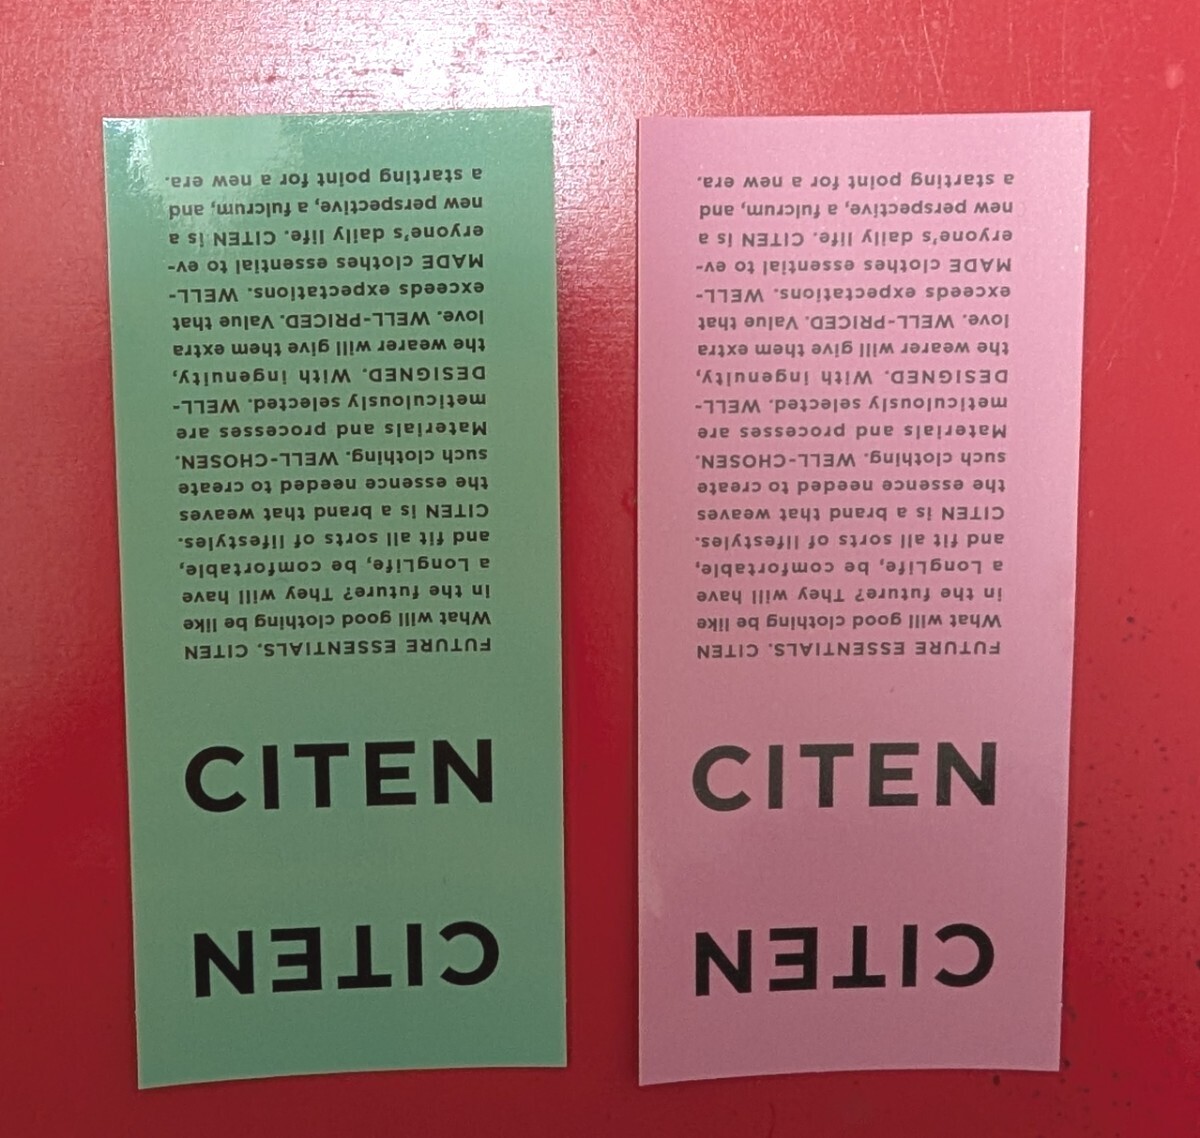 CITEN
CITEN
FUTURE ESSENTIALS. CITEN
What will good clothing be like
in the future? They will have
a LongLife, be comfortable,
and fit all sorts of lifestyles.
CITEN is a brand that weaves
the essence needed to create
such clothing. WELL-CHOSEN.
Materials and processes are
meticulously selected. WELL-
DESIGNED. With ingenuity,
the wearer will give them extra
love. WELL-PRICED. Value that
exceeds expectations. WELL-
MADE clothes essential to ev-
eryone's daily life. CITEN is a
new perspective, a fulcrum, and
a starting point for a new era.
CITEN
CITEN
FUTURE ESSENTIALS. CITEN
What will good clothing be like
in the future? They will have
a LongLife, be comfortable,
and fit all sorts of lifestyles.
CITEN is a brand that weaves
the essence needed to create
such clothing. WELL-CHOSEN.
Materials and processes are
meticulously selected. WELL-
DESIGNED. With ingenuity,
the wearer will give them extra
love. WELL-PRICED. Value that
exceeds expectations. WELL-
MADE clothes essential to ev-
eryone's daily life. CITEN is a
new perspective, a fulcrum, and
a starting point for a new era.